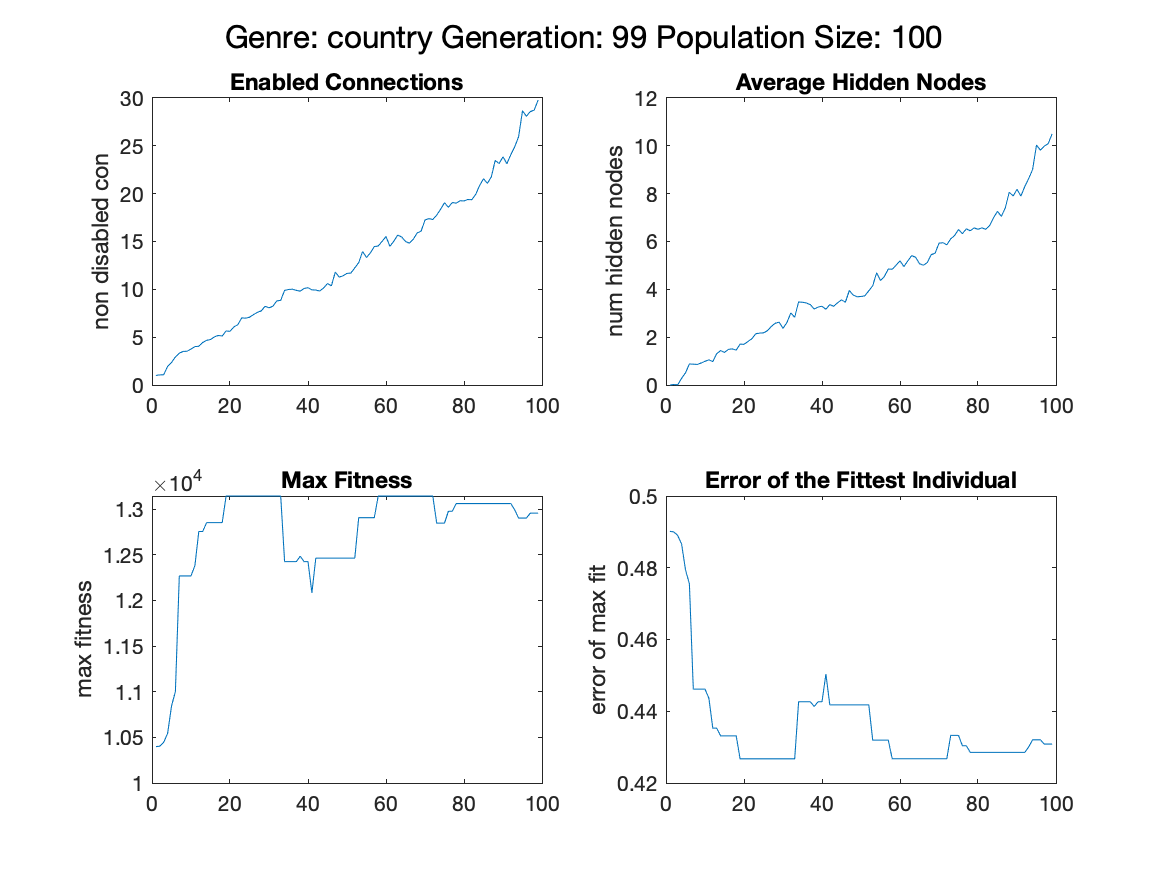 Genre: country Generation: 99 Population Size: 100
Enabled Connections
non disabled con
30
25
20
15
10
5
0
0 20 40 60 80 100
Average Hidden Nodes
num hidden nodes
12
10
8
6
4
2
0
0 20 40 60 80 100
Max Fitness
×10⁴
max fitness
1.3
1.25
1.2
1.15
1.1
1.05
1
0 20 40 60 80 100
Error of the Fittest Individual
error of max fit
0.5
0.48
0.46
0.44
0.42
0 20 40 60 80 100